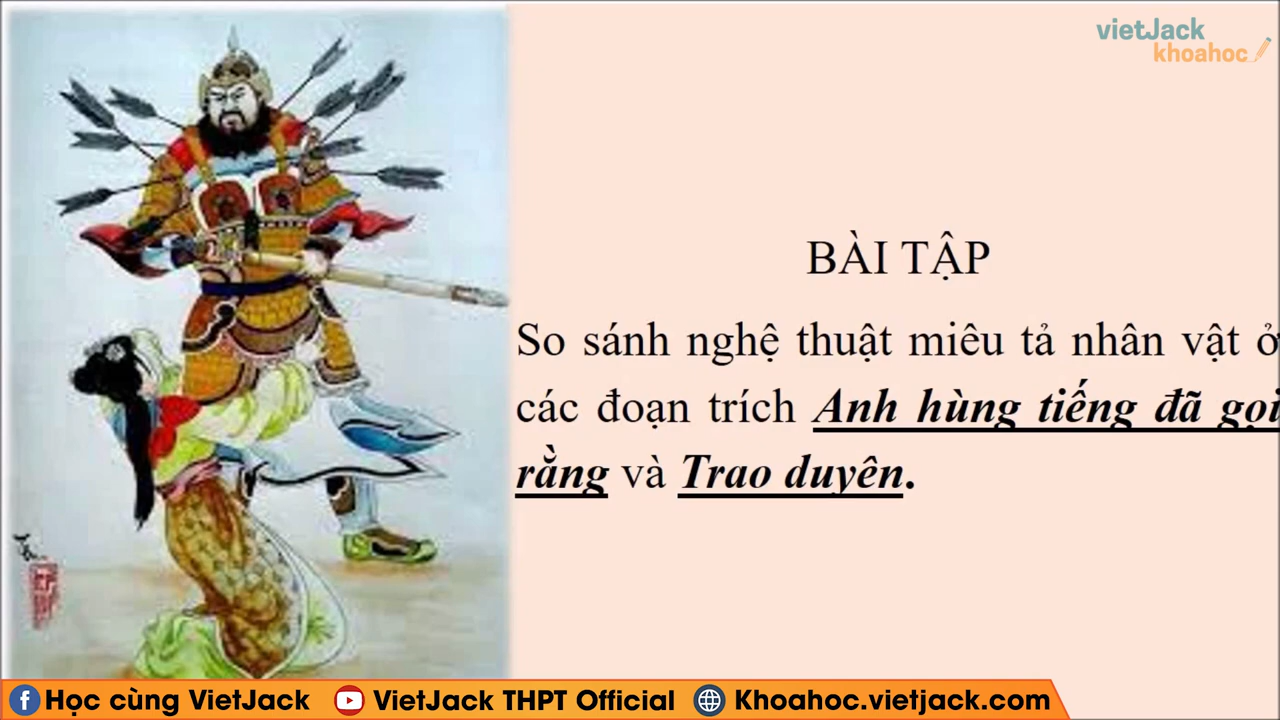 vietJack
khoahoc
BÀI TẬP
So sánh nghệ thuật miêu tả nhân vật ở
các đoạn trích Anh hùng tiếng đã gọi
rằng và Trao duyên.
Học cùng VietJack
VietJack THPT Official
Khoahoc.vietjack.com